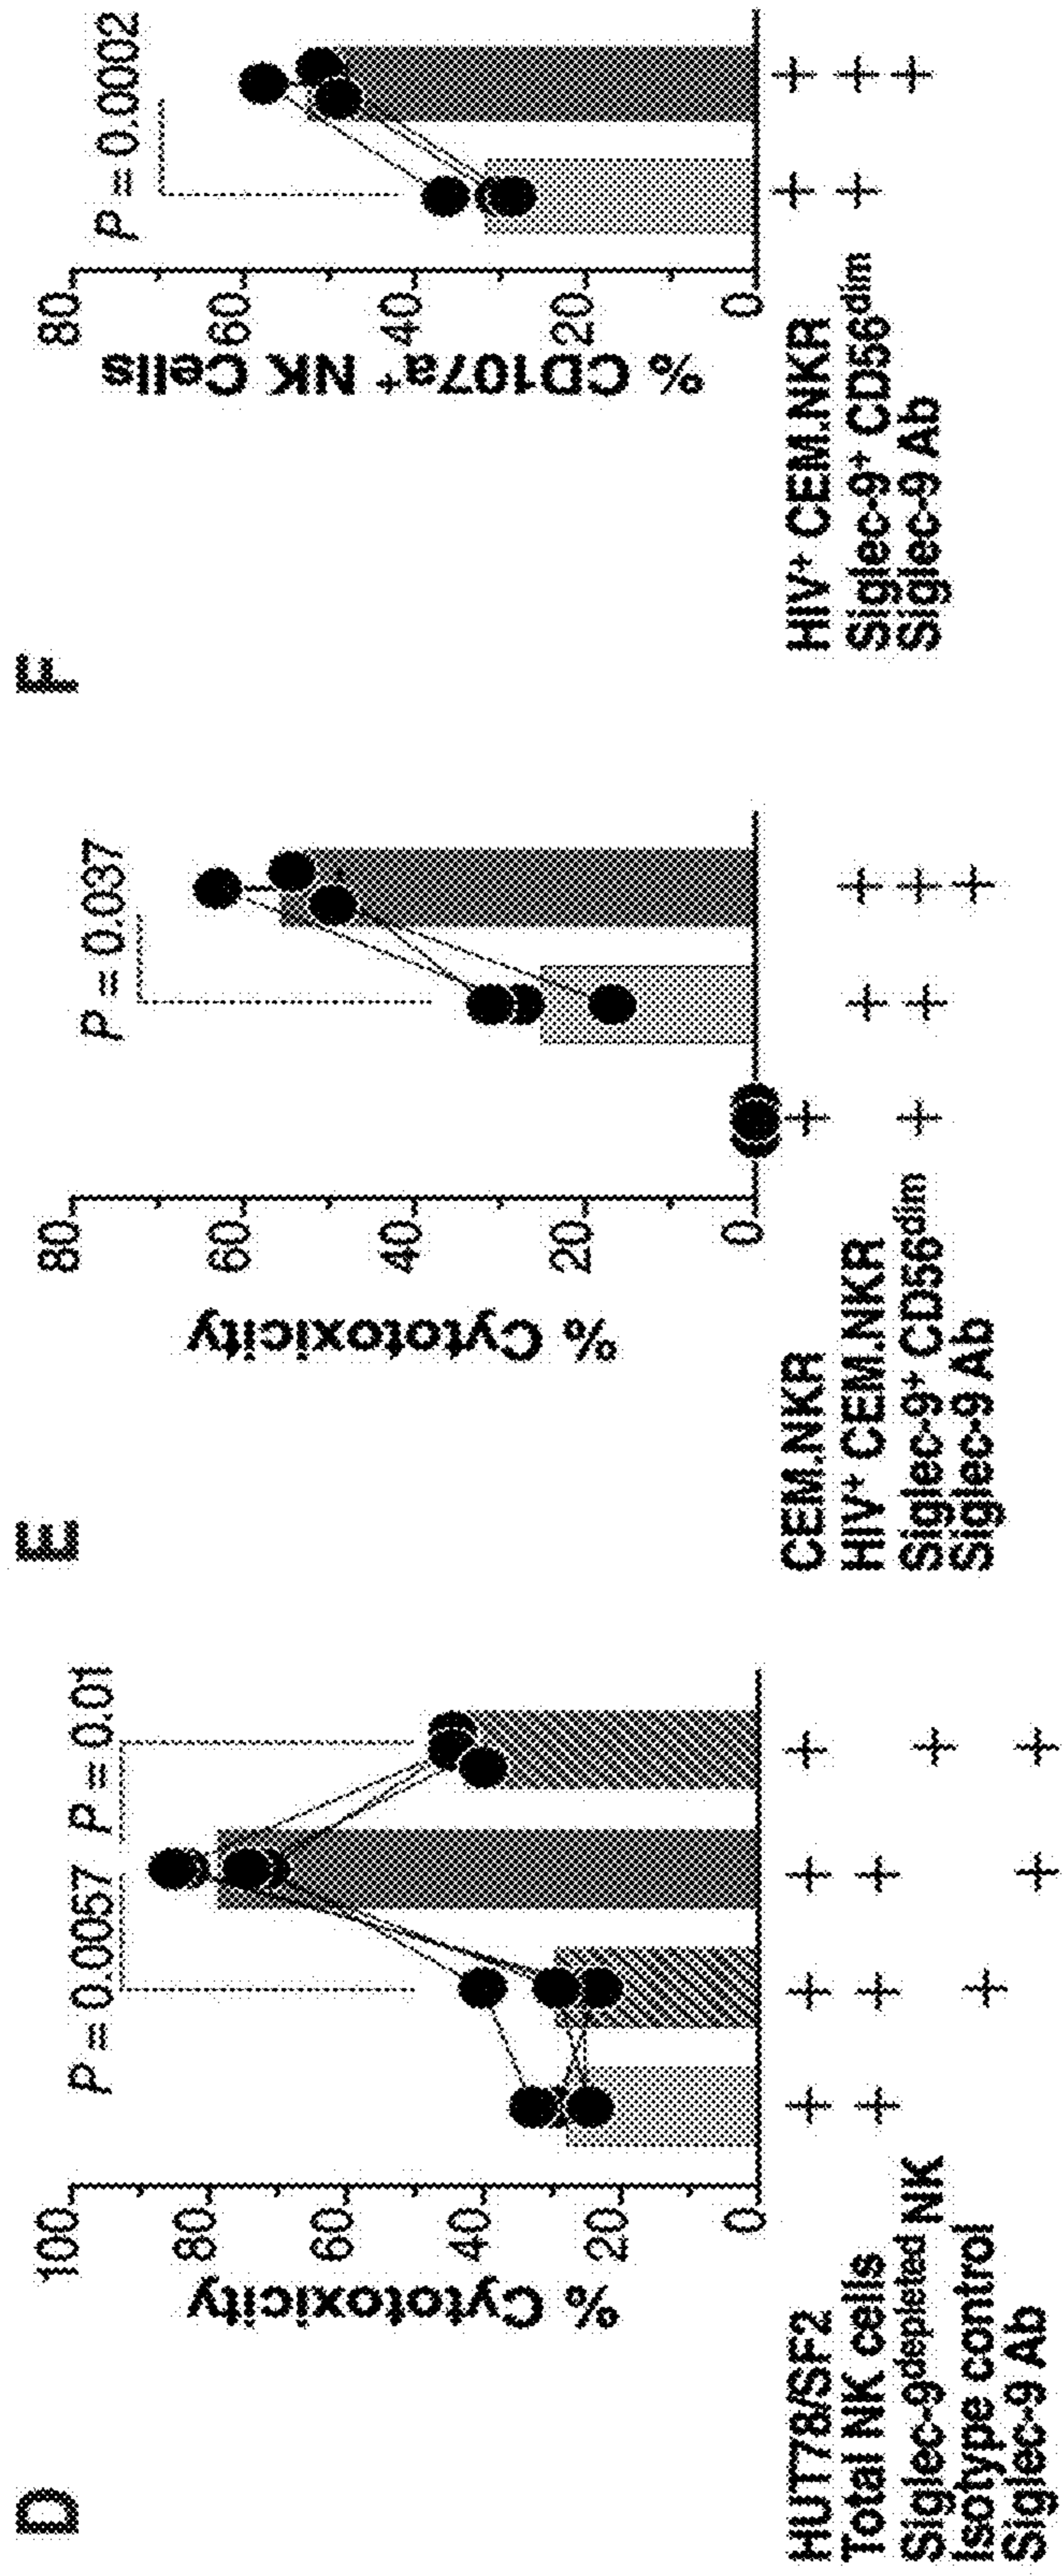 D
P = 0.0057 P = 0.01
% Cytotoxicity
100
80
60
40
20
0
HUT78/SF2 + + + +
Total NK cells + + +
Siglec-9depleted NK +
Isotype control +
Siglec-9 Ab + +
E
P = 0.037
% Cytotoxicity
80
60
40
20
0
CEM.NKR +
HIV+ CEM.NKR + +
Siglec-9+ CD56dim + + +
Siglec-9 Ab +
F
P = 0.0002
% CD107a+ NK Cells
80
60
40
20
0
HIV+ CEM.NKR + +
Siglec-9+ CD56dim + +
Siglec-9 Ab +